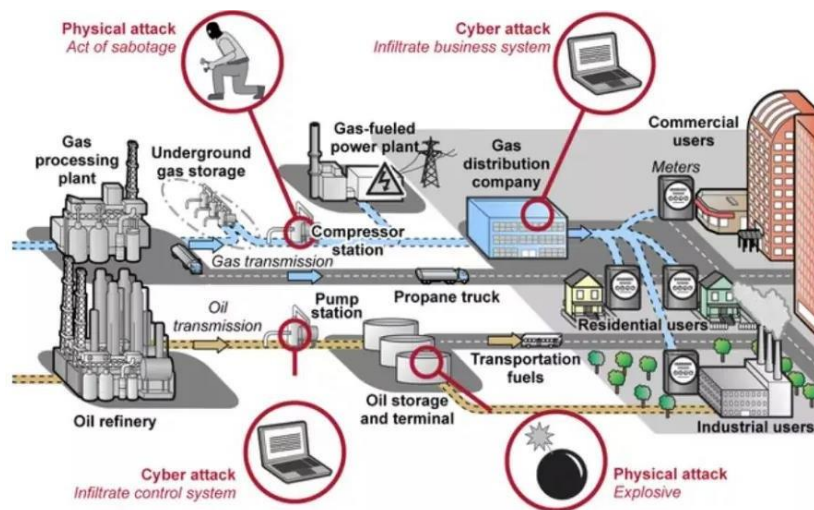 Physical attack
Act of sabotage
Cyber attack
Infiltrate business system
Gas
processing
plant
Underground
gas storage
Gas-fueled
power plant
Gas
distribution
company
Commercial
users
Meters
Compressor
station
Gas transmission
Propane truck
Oil
transmission
Pump
station
Residential users
Transportation
fuels
Oil refinery
Oil storage
and terminal
Industrial users
Cyber attack
Infiltrate control system
Physical attack
Explosive